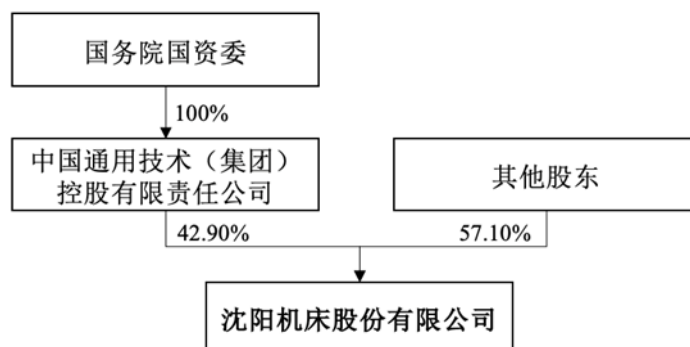 国务院国资委
100%
中国通用技术（集团）
控股有限责任公司
其他股东
42.90%
57.10%
沈阳机床股份有限公司